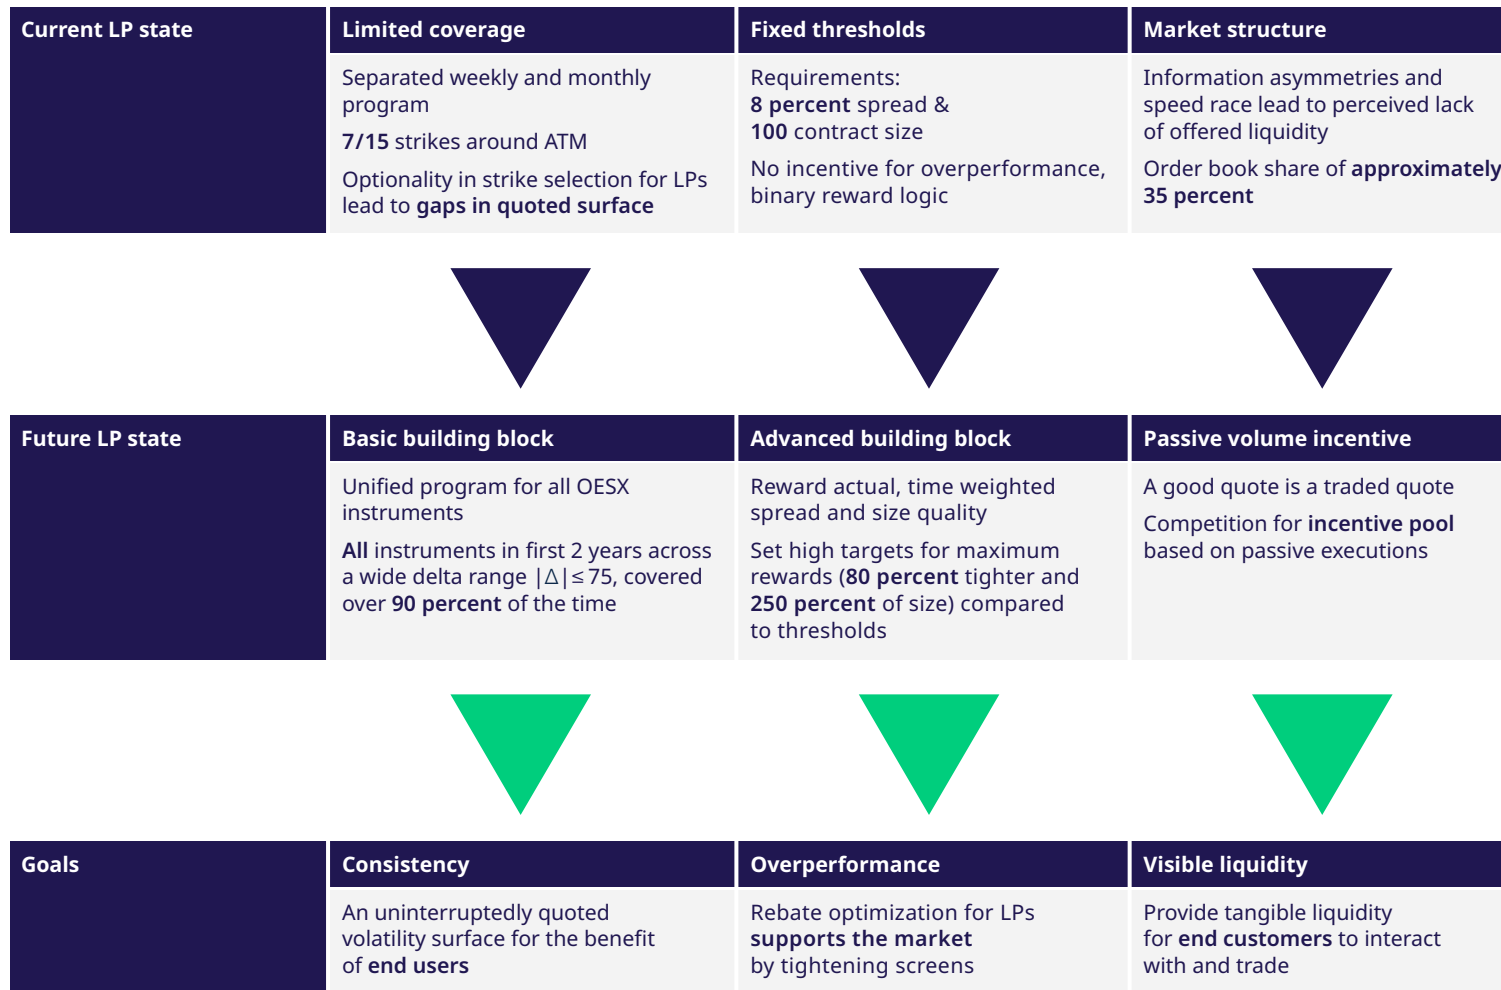 Current LP state
Limited coverage
Separated weekly and monthly
program
7/15 strikes around ATM
Optionality in strike selection for LPs
lead to gaps in quoted surface
Fixed thresholds
Requirements:
8 percent spread &
100 contract size
No incentive for overperformance,
binary reward logic
Market structure
Information asymmetries and
speed race lead to perceived lack
of offered liquidity
Order book share of approximately
35 percent
Future LP state
Basic building block
Unified program for all OESX
instruments
All instruments in first 2 years across
a wide delta range |Δ| ≤ 75, covered
over 90 percent of the time
Advanced building block
Reward actual, time weighted
spread and size quality
Set high targets for maximum
rewards (80 percent tighter and
250 percent of size) compared
to thresholds
Passive volume incentive
A good quote is a traded quote
Competition for incentive pool
based on passive executions
Goals
Consistency
An uninterruptedly quoted
volatility surface for the benefit
of end users
Overperformance
Rebate optimization for LPs
supports the market
by tightening screens
Visible liquidity
Provide tangible liquidity
for end customers to interact
with and trade